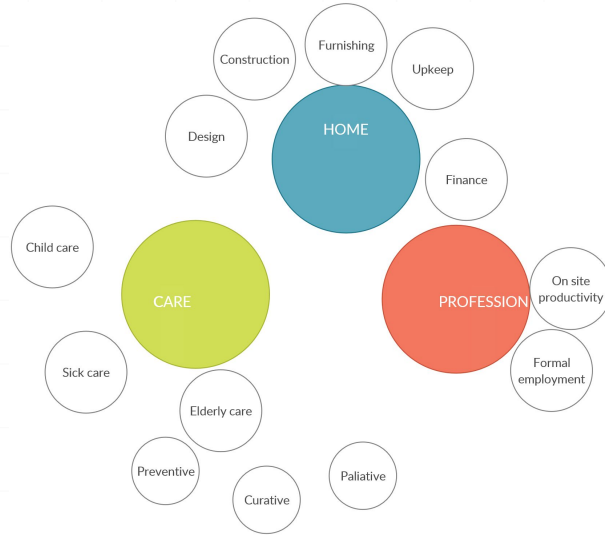 Furnishing
Construction
Upkeep
HOME
Design
Finance
Child care
CARE
PROFESSION
On site
productivity
Sick care
Formal
employment
Elderly care
Preventive
Curative
Paliative